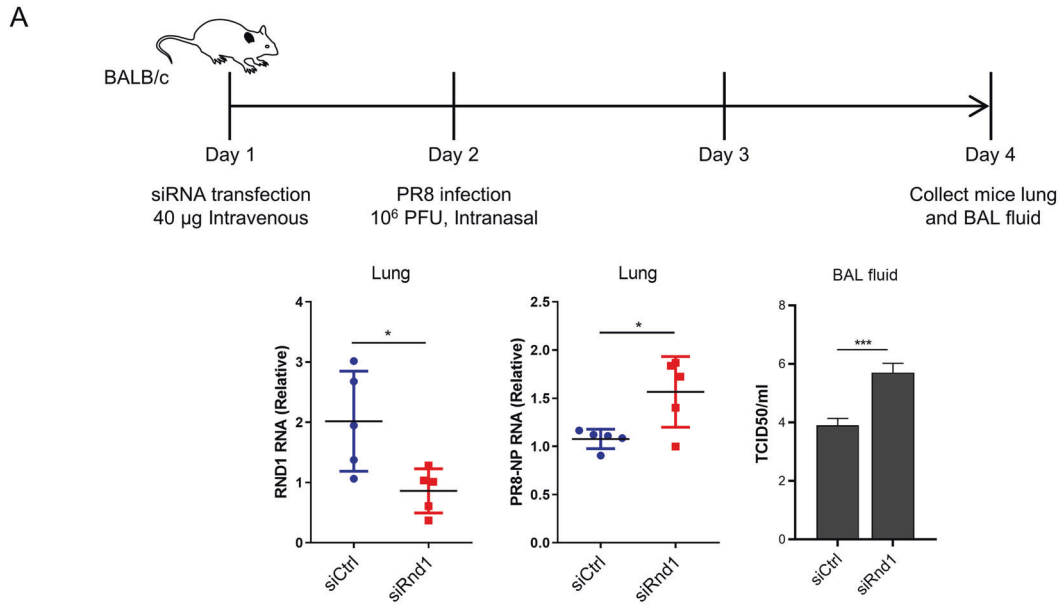 A
BALB/c
Day 1
Day 2
Day 3
Day 4
siRNA transfection
40 µg Intravenous
PR8 infection
10⁶ PFU, Intranasal
Collect mice lung
and BAL fluid
Lung
RND1 RNA (Relative)
4
3
2
1
0
*
siCtrl
siRnd1
Lung
PR8-NP RNA (Relative)
2.5
2.0
1.5
1.0
0.5
0.0
*
siCtrl
siRnd1
BAL fluid
TCID50/ml
8
6
4
2
0
***
siCtrl
siRnd1